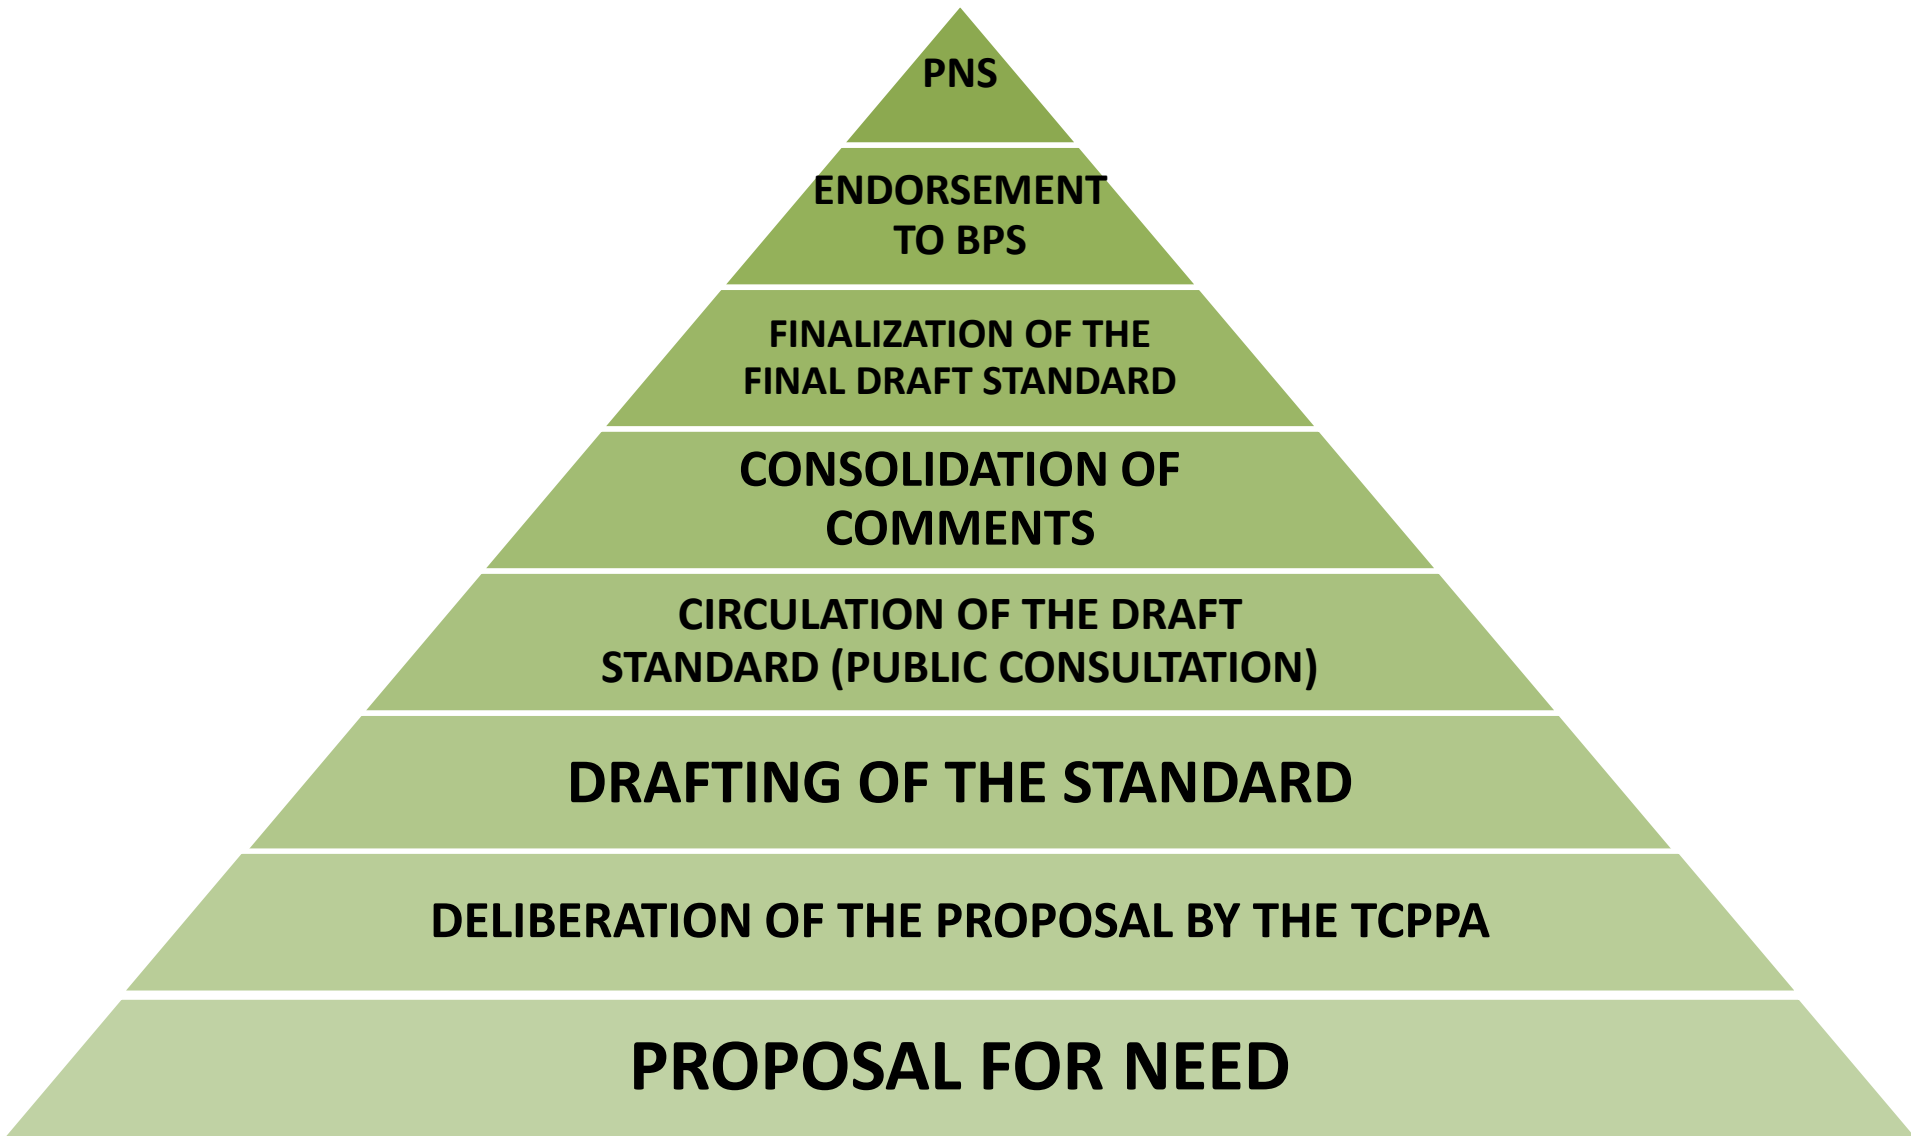 PNS
ENDORSEMENT
TO BPS
FINALIZATION OF THE
FINAL DRAFT STANDARD
CONSOLIDATION OF
COMMENTS
CIRCULATION OF THE DRAFT
STANDARD (PUBLIC CONSULTATION)
DRAFTING OF THE STANDARD
DELIBERATION OF THE PROPOSAL BY THE TCPPA
PROPOSAL FOR NEED